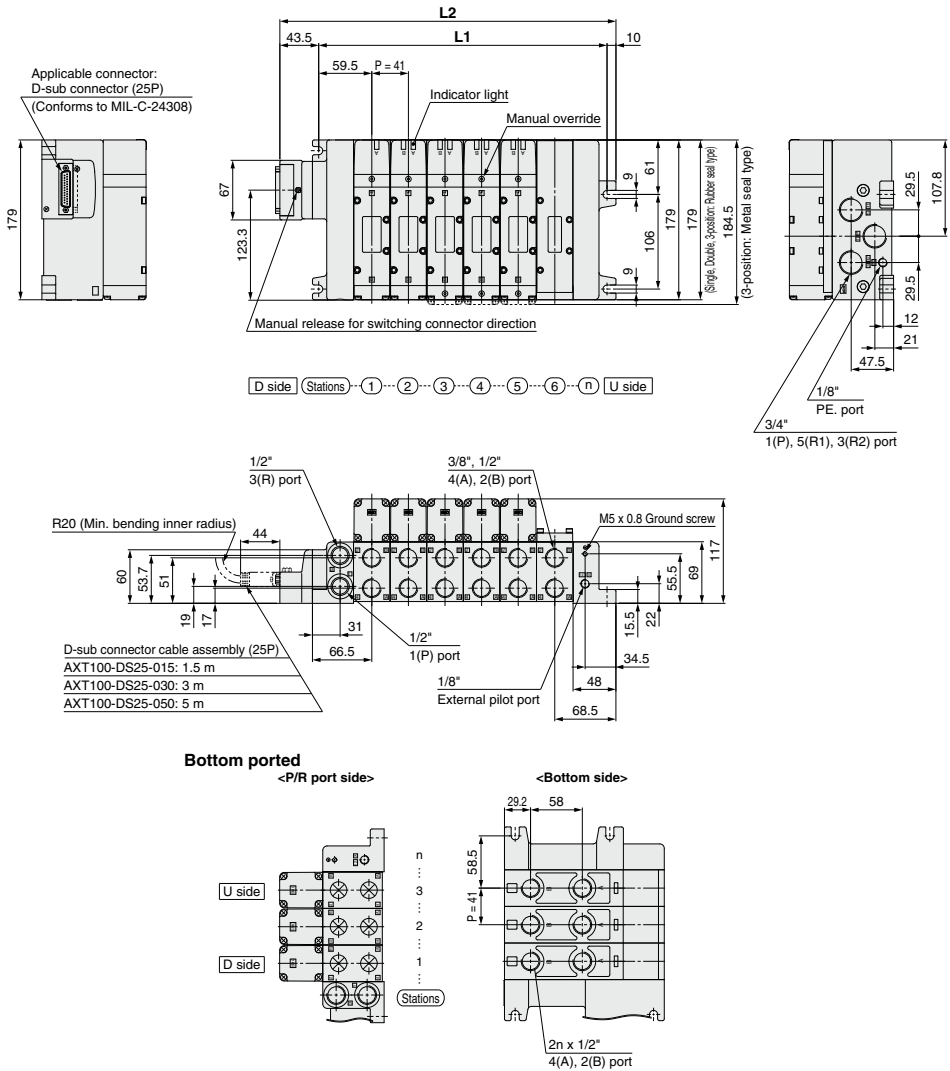 L2
43.5
L1
10
59.5
P = 41
Applicable connector:
D-sub connector (25P)
(Conforms to MIL-C-24308)
Indicator light
Manual override
179
67
123.3
9
61
106
9
179
179
(Single, Double, 3-position: Rubber seal type)
184.5
(3-position: Metal seal type)
29.5
107.8
29.5
12
21
47.5
Manual release for switching connector direction
1/8"
PE. port
3/4"
1(P), 5(R1), 3(R2) port
D side Stations 1 2 3 4 5 6 n U side
1/2"
3(R) port
3/8", 1/2"
4(A), 2(B) port
R20 (Min. bending inner radius)
44
M5 x 0.8 Ground screw
60
53.7
51
19
17
117
69
55.5
22
15.5
31
66.5
1/2"
1(P) port
34.5
48
68.5
1/8"
External pilot port
D-sub connector cable assembly (25P)
AXT100-DS25-015: 1.5 m
AXT100-DS25-030: 3 m
AXT100-DS25-050: 5 m
Bottom ported
<P/R port side>
n
U side
3
2
D side
1
Stations
<Bottom side>
29.2
58
58.5
P = 41
2n x 1/2"
4(A), 2(B) port